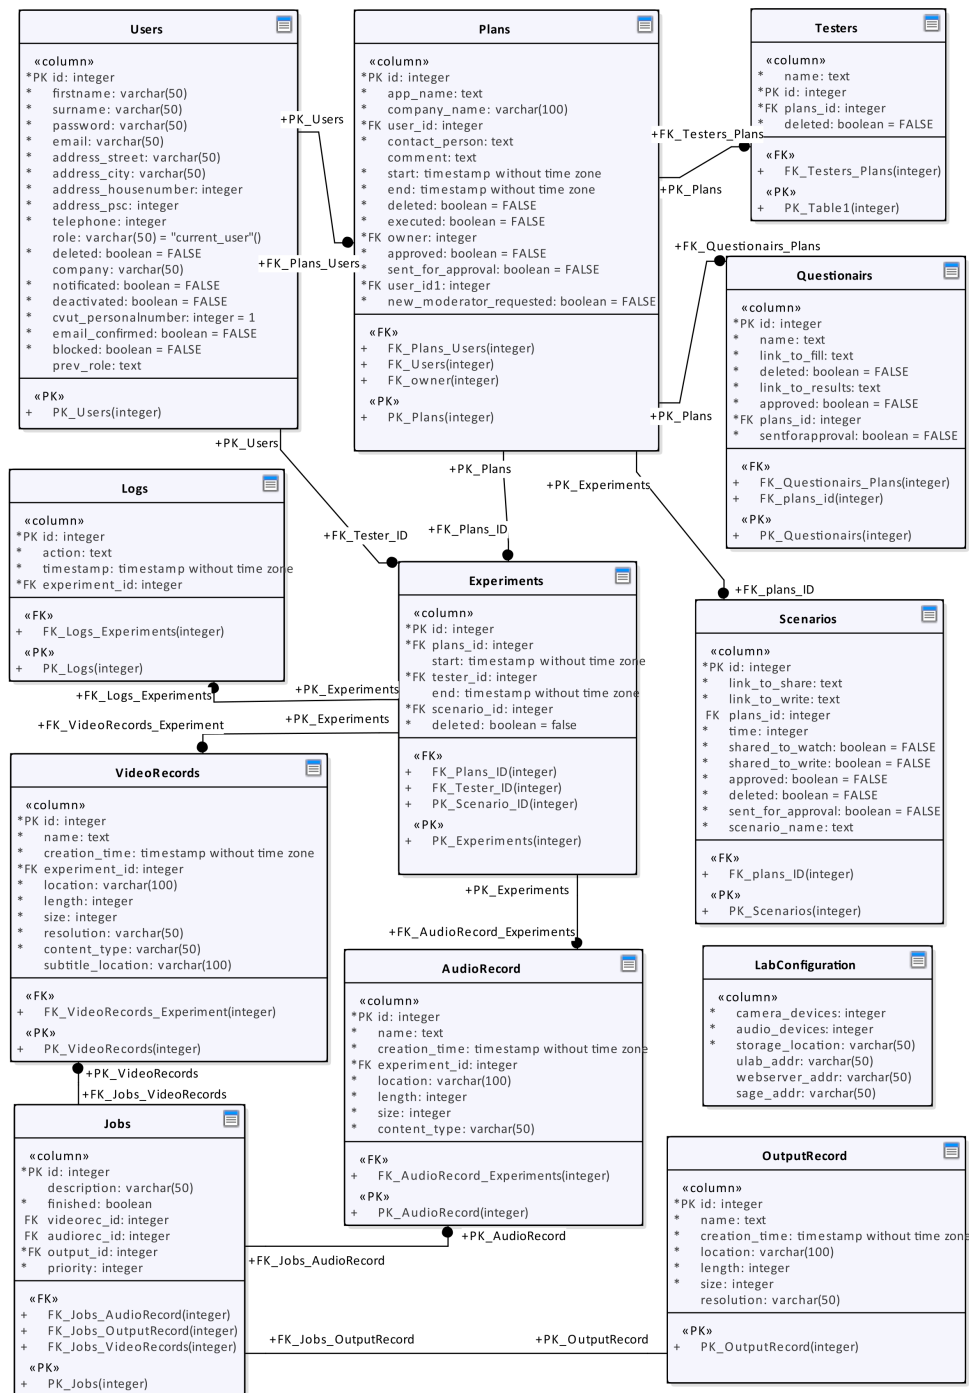 Users
«column»
*PK id: integer
* firstname: varchar(50)
* surname: varchar(50)
* password: varchar(50)
* email: varchar(50)
* address_street: varchar(50)
* address_city: varchar(50)
* address_housenumber: integer
* address_psc: integer
* telephone: integer
role: varchar(50) = "current_user"()
* deleted: boolean = FALSE
company: varchar(50)
* notificated: boolean = FALSE
* deactivated: boolean = FALSE
* cvut_personalnumber: integer = 1
* email_confirmed: boolean = FALSE
* blocked: boolean = FALSE
prev_role: text
«PK»
+ PK_Users(integer)
+PK_Users
+FK_Plans_Users
Plans
«column»
*PK id: integer
* app_name: text
* company_name: varchar(100)
*FK user_id: integer
* contact_person: text
comment: text
* start: timestamp without time zone
* end: timestamp without time zone
* deleted: boolean = FALSE
* executed: boolean = FALSE
*FK owner: integer
* approved: boolean = FALSE
* sent_for_approval: boolean = FALSE
*FK user_id1: integer
* new_moderator_requested: boolean = FALSE
«FK»
+ FK_Plans_Users(integer)
+ FK_Users(integer)
+ FK_owner(integer)
«PK»
+ PK_Plans(integer)
+FK_Testers_Plans
+PK_Plans
Testers
«column»
* name: text
*PK id: integer
*FK plans_id: integer
* deleted: boolean = FALSE
«FK»
+ FK_Testers_Plans(integer)
«PK»
+ PK_Table1(integer)
+FK_Questionairs_Plans
+PK_Plans
Questionairs
«column»
*PK id: integer
* name: text
* link_to_fill: text
* deleted: boolean = FALSE
* link_to_results: text
* approved: boolean = FALSE
*FK plans_id: integer
* sentforapproval: boolean = FALSE
«FK»
+ FK_Questionairs_Plans(integer)
+ FK_plans_id(integer)
«PK»
+ PK_Questionairs(integer)
+PK_Users
+FK_Tester_ID
+PK_Plans
+FK_Plans_ID
+PK_Experiments
+FK_plans_ID
Logs
«column»
*PK id: integer
* action: text
* timestamp: timestamp without time zone
*FK experiment_id: integer
«FK»
+ FK_Logs_Experiments(integer)
«PK»
+ PK_Logs(integer)
+FK_Logs_Experiments
+PK_Experiments
+FK_VideoRecords_Experiment
+PK_Experiments
Experiments
«column»
*PK id: integer
*FK plans_id: integer
start: timestamp without time zone
*FK tester_id: integer
end: timestamp without time zone
*FK scenario_id: integer
* deleted: boolean = false
«FK»
+ FK_Plans_ID(integer)
+ FK_Tester_ID(integer)
+ PK_Scenario_ID(integer)
«PK»
+ PK_Experiments(integer)
+PK_Experiments
+FK_AudioRecord_Experiments
Scenarios
«column»
*PK id: integer
* link_to_share: text
* link_to_write: text
FK plans_id: integer
* time: integer
* shared_to_watch: boolean = FALSE
* shared_to_write: boolean = FALSE
* approved: boolean = FALSE
* deleted: boolean = FALSE
* sent_for_approval: boolean = FALSE
* scenario_name: text
«FK»
+ FK_plans_ID(integer)
«PK»
+ PK_Scenarios(integer)
VideoRecords
«column»
*PK id: integer
* name: text
* creation_time: timestamp without time zone
*FK experiment_id: integer
* location: varchar(100)
* length: integer
* size: integer
* resolution: varchar(50)
* content_type: varchar(50)
subtitle_location: varchar(100)
«FK»
+ FK_VideoRecords_Experiment(integer)
«PK»
+ PK_VideoRecords(integer)
+PK_VideoRecords
+FK_Jobs_VideoRecords
AudioRecord
«column»
*PK id: integer
* name: text
* creation_time: timestamp without time zone
*FK experiment_id: integer
* location: varchar(100)
* length: integer
* size: integer
* content_type: varchar(50)
«FK»
+ FK_AudioRecord_Experiments(integer)
«PK»
+ PK_AudioRecord(integer)
+PK_AudioRecord
+FK_Jobs_AudioRecord
LabConfiguration
«column»
* camera_devices: integer
* audio_devices: integer
* storage_location: varchar(50)
ulab_addr: varchar(50)
webserver_addr: varchar(50)
sage_addr: varchar(50)
Jobs
«column»
*PK id: integer
description: varchar(50)
* finished: boolean
FK videorec_id: integer
FK audiorec_id: integer
*FK output_id: integer
* priority: integer
«FK»
+ FK_Jobs_AudioRecord(integer)
+ FK_Jobs_OutputRecord(integer)
+ FK_Jobs_VideoRecords(integer)
«PK»
+ PK_Jobs(integer)
+FK_Jobs_OutputRecord
+PK_OutputRecord
OutputRecord
«column»
*PK id: integer
* name: text
* creation_time: timestamp without time zone
* location: varchar(100)
* length: integer
* size: integer
resolution: varchar(50)
«PK»
+ PK_OutputRecord(integer)